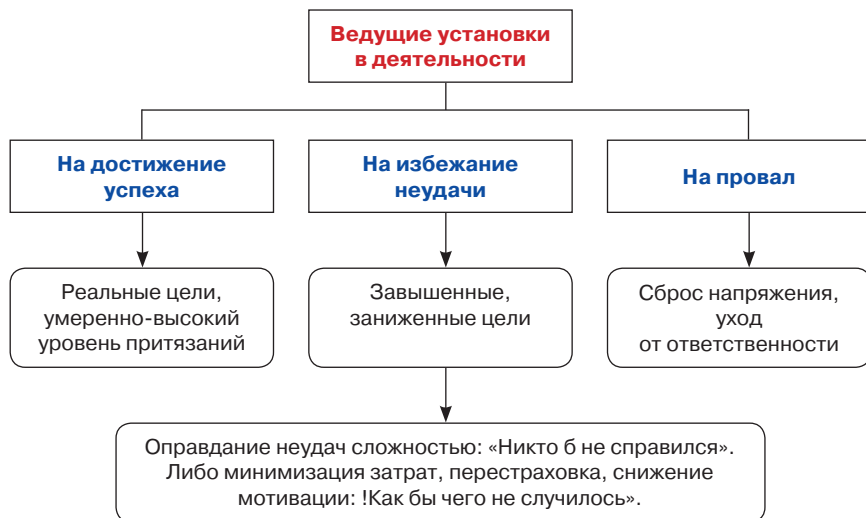 Ведущие установки
в деятельности
На достижение
успеха
На избежание
неудачи
На провал
Реальные цели,
умеренно-высокий
уровень притязаний
Завышенные,
заниженные цели
Сброс напряжения,
уход
от ответственности
Оправдание неудач сложностью: «Никто б не справился».
Либо минимизация затрат, перестраховка, снижение
мотивации: !Как бы чего не случилось».